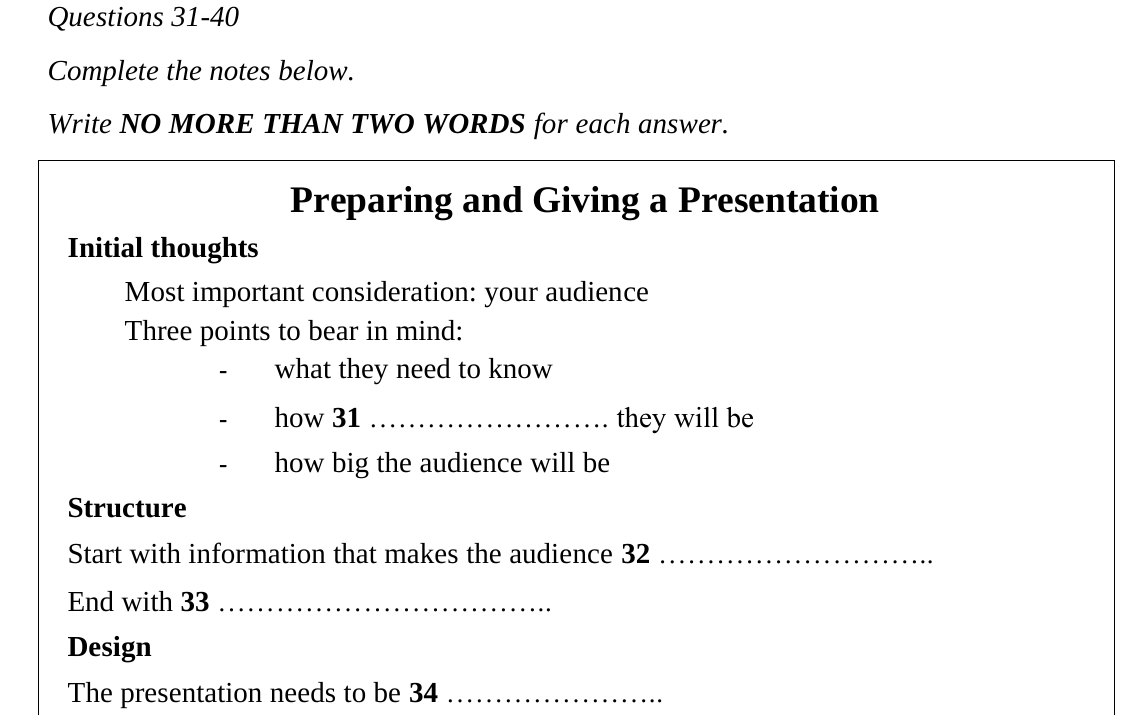 Questions 31-40
Complete the notes below.
Write NO MORE THAN TWO WORDS for each answer.
Preparing and Giving a Presentation
Initial thoughts
Most important consideration: your audience
Three points to bear in mind:
- what they need to know
- how 31 ……………………. they will be
- how big the audience will be
Structure
Start with information that makes the audience 32 ………………………..
End with 33 ……………………………..
Design
The presentation needs to be 34 …………………..